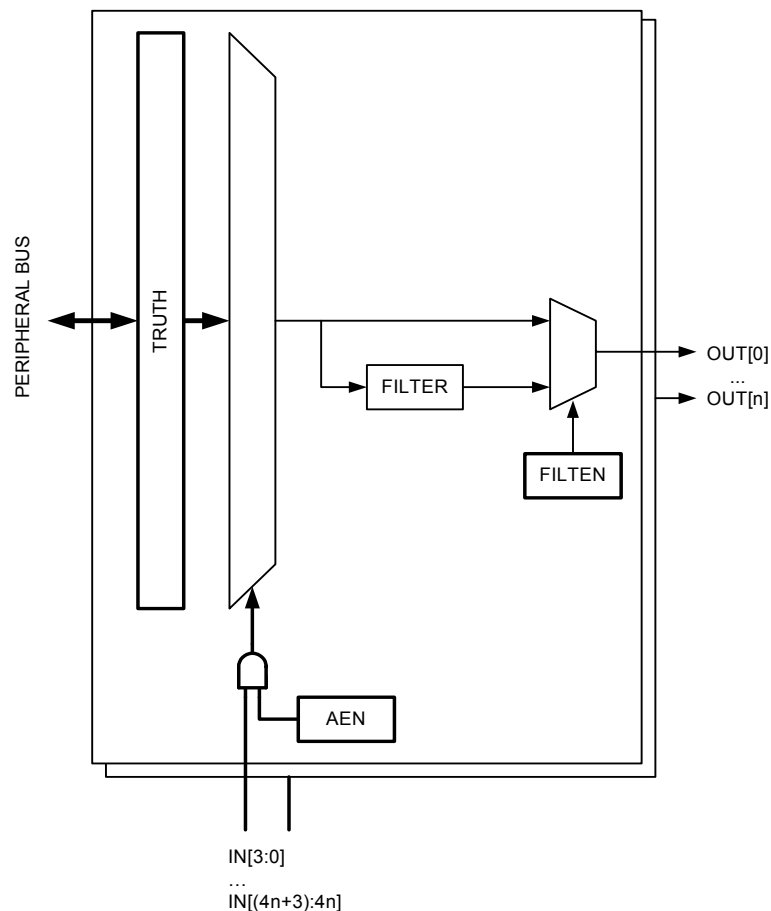 PERIPHERAL BUS
TRUTH
FILTER
FILTEN
OUT[0]
...
OUT[n]
AEN
IN[3:0]
...
IN[(4n+3):4n]